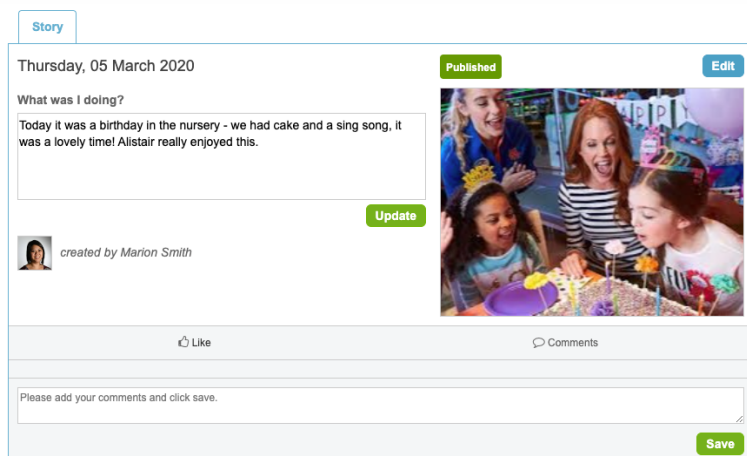 Story
Thursday, 05 March 2020
Published
Edit
What was I doing?
Today it was a birthday in the nursery - we had cake and a sing song, it
was a lovely time! Alistair really enjoyed this.
Update
created by Marion Smith
Like
Comments
Please add your comments and click save.
Save